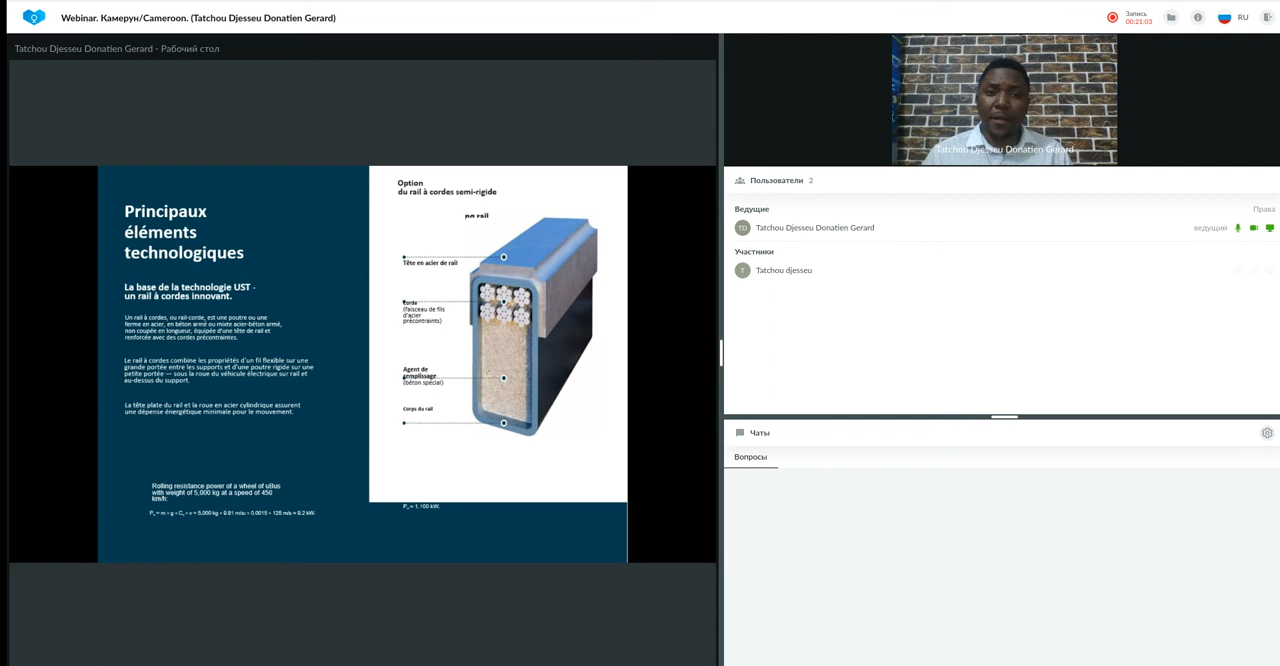 Webinar. Камерун/Cameroon. (Tatchou Djesseu Donatien Gerard)
Запись
00:21:03
RU
Tatchou Djesseu Donatien Gerard - Рабочий стол
Principaux
éléments
technologiques
La base de la technologie UST -
un rail à cordes innovant.
Un rail à cordes, ou rail-corde, est une poutre ou une
ferme en acier, en béton armé ou mixte acier-béton armé,
non coupée en longueur, équipée d'une tête de rail et
renforcée avec des cordes précontraintes.
Le rail à cordes combine les propriétés d'un fil flexible sur une
grande portée entre les supports et d'une poutre rigide sur une
petite portée — sous la roue du véhicule électrique sur rail et
au-dessus du support.
La tête plate du rail et la roue en acier cylindrique assurent
une dépense énergétique minimale pour le mouvement.
Rolling resistance power of a wheel of uBus
with weight of 5,000 kg at a speed of 450
km/h:
Option
du rail à cordes semi-rigide
ng rail
Tête en acier de rail
Corde
(faisceau de fils
d'acier
précontraints)
Agent de
remplissage
(béton spécial)
Corps du rail
= 1,100 kW.
Tatchou Djesseu Donatien Gerard
Пользователи 2
Ведущие
Права
TD
Tatchou Djesseu Donatien Gerard
ведущий
Участники
T
Tatchou djesseu
Чаты
Вопросы